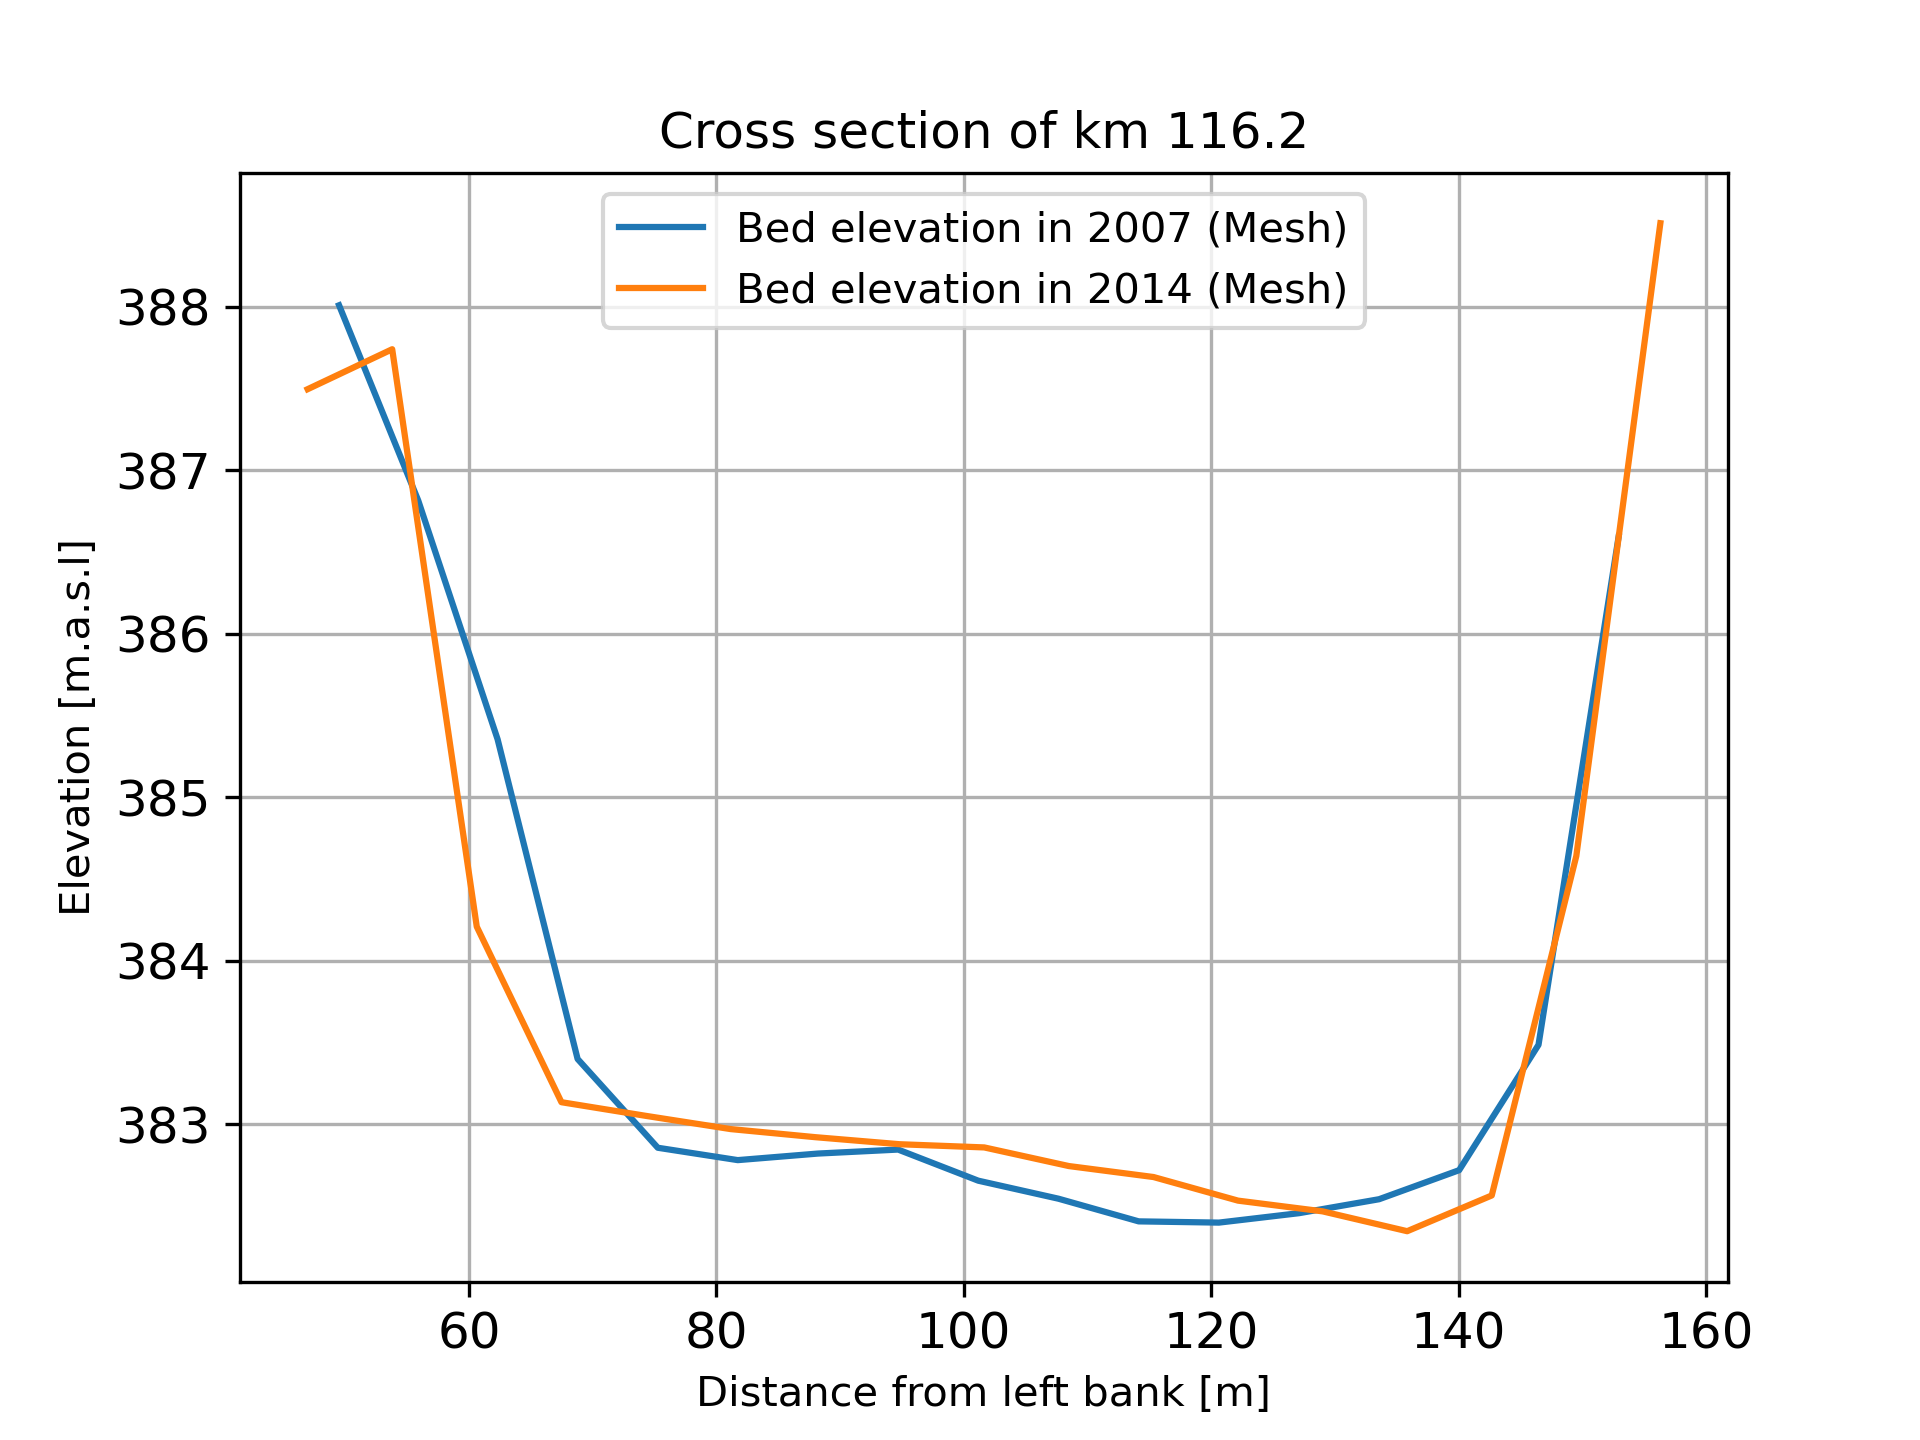 Cross section of km 116.2
Bed elevation in 2007 (Mesh)
Bed elevation in 2014 (Mesh)
388
387
386
385
384
383
Elevation [m.a.s.l]
60 80 100 120 140 160
Distance from left bank [m]